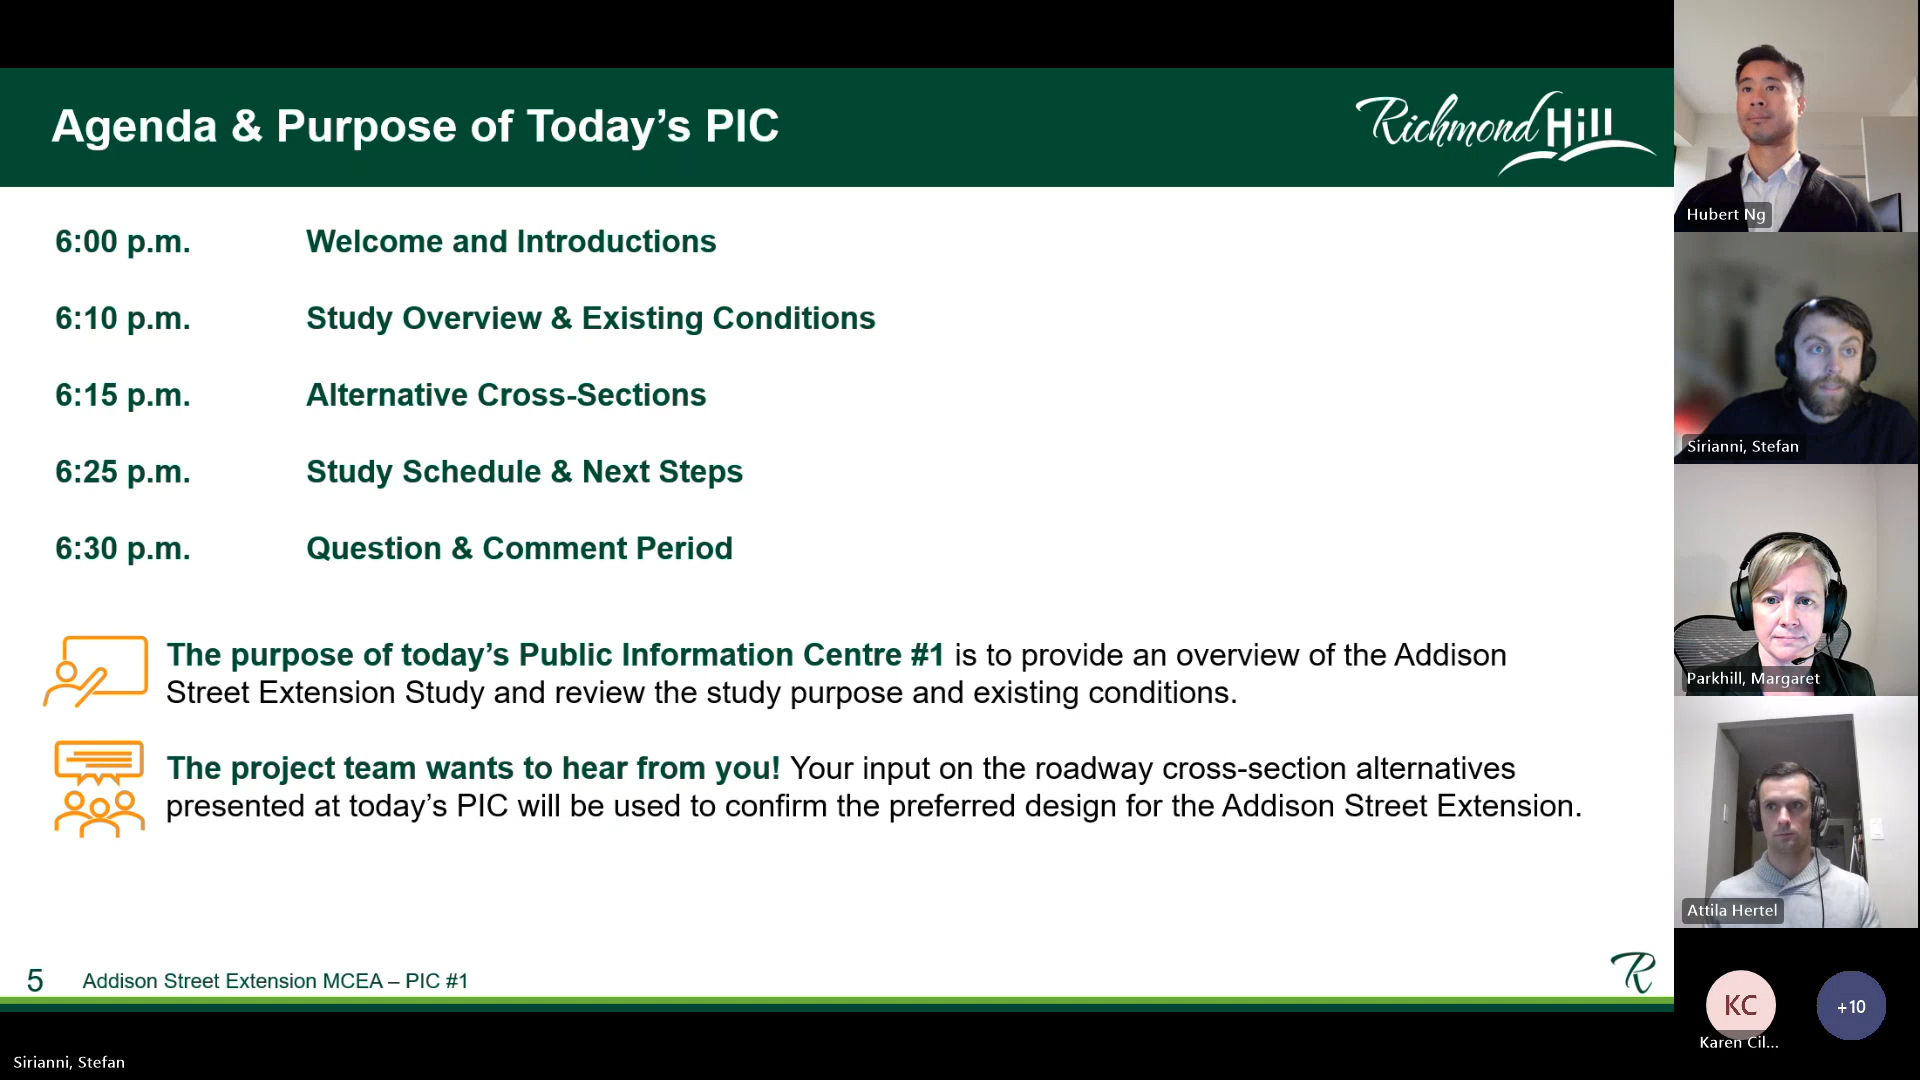 Agenda & Purpose of Today's PIC
Richmond Hill
6:00 p.m. Welcome and Introductions
6:10 p.m. Study Overview & Existing Conditions
6:15 p.m. Alternative Cross-Sections
6:25 p.m. Study Schedule & Next Steps
6:30 p.m. Question & Comment Period
The purpose of today's Public Information Centre #1 is to provide an overview of the Addison
Street Extension Study and review the study purpose and existing conditions.
The project team wants to hear from you! Your input on the roadway cross-section alternatives
presented at today's PIC will be used to confirm the preferred design for the Addison Street Extension.
5 Addison Street Extension MCEA – PIC #1
R
Sirianni, Stefan
Hubert Ng
Sirianni, Stefan
Parkhill, Margaret
Attila Hertel
KC
+10
Karen Cil...